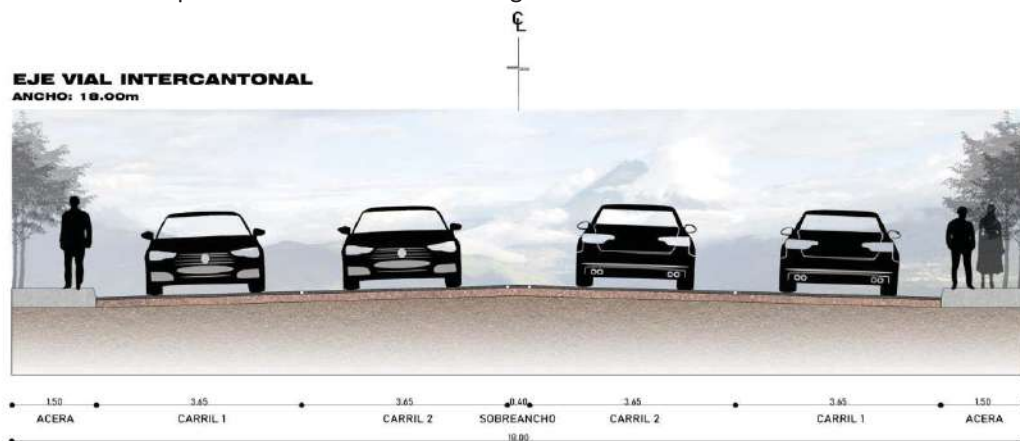 ℄
EJE VIAL INTERCANTONAL
ANCHO: 18.00m
1.50 3.65 3.65 0.40 3.65 3.65 1.50
ACERA CARRIL 1 CARRIL 2 SOBREANCHO CARRIL 2 CARRIL 1 ACERA
18.00